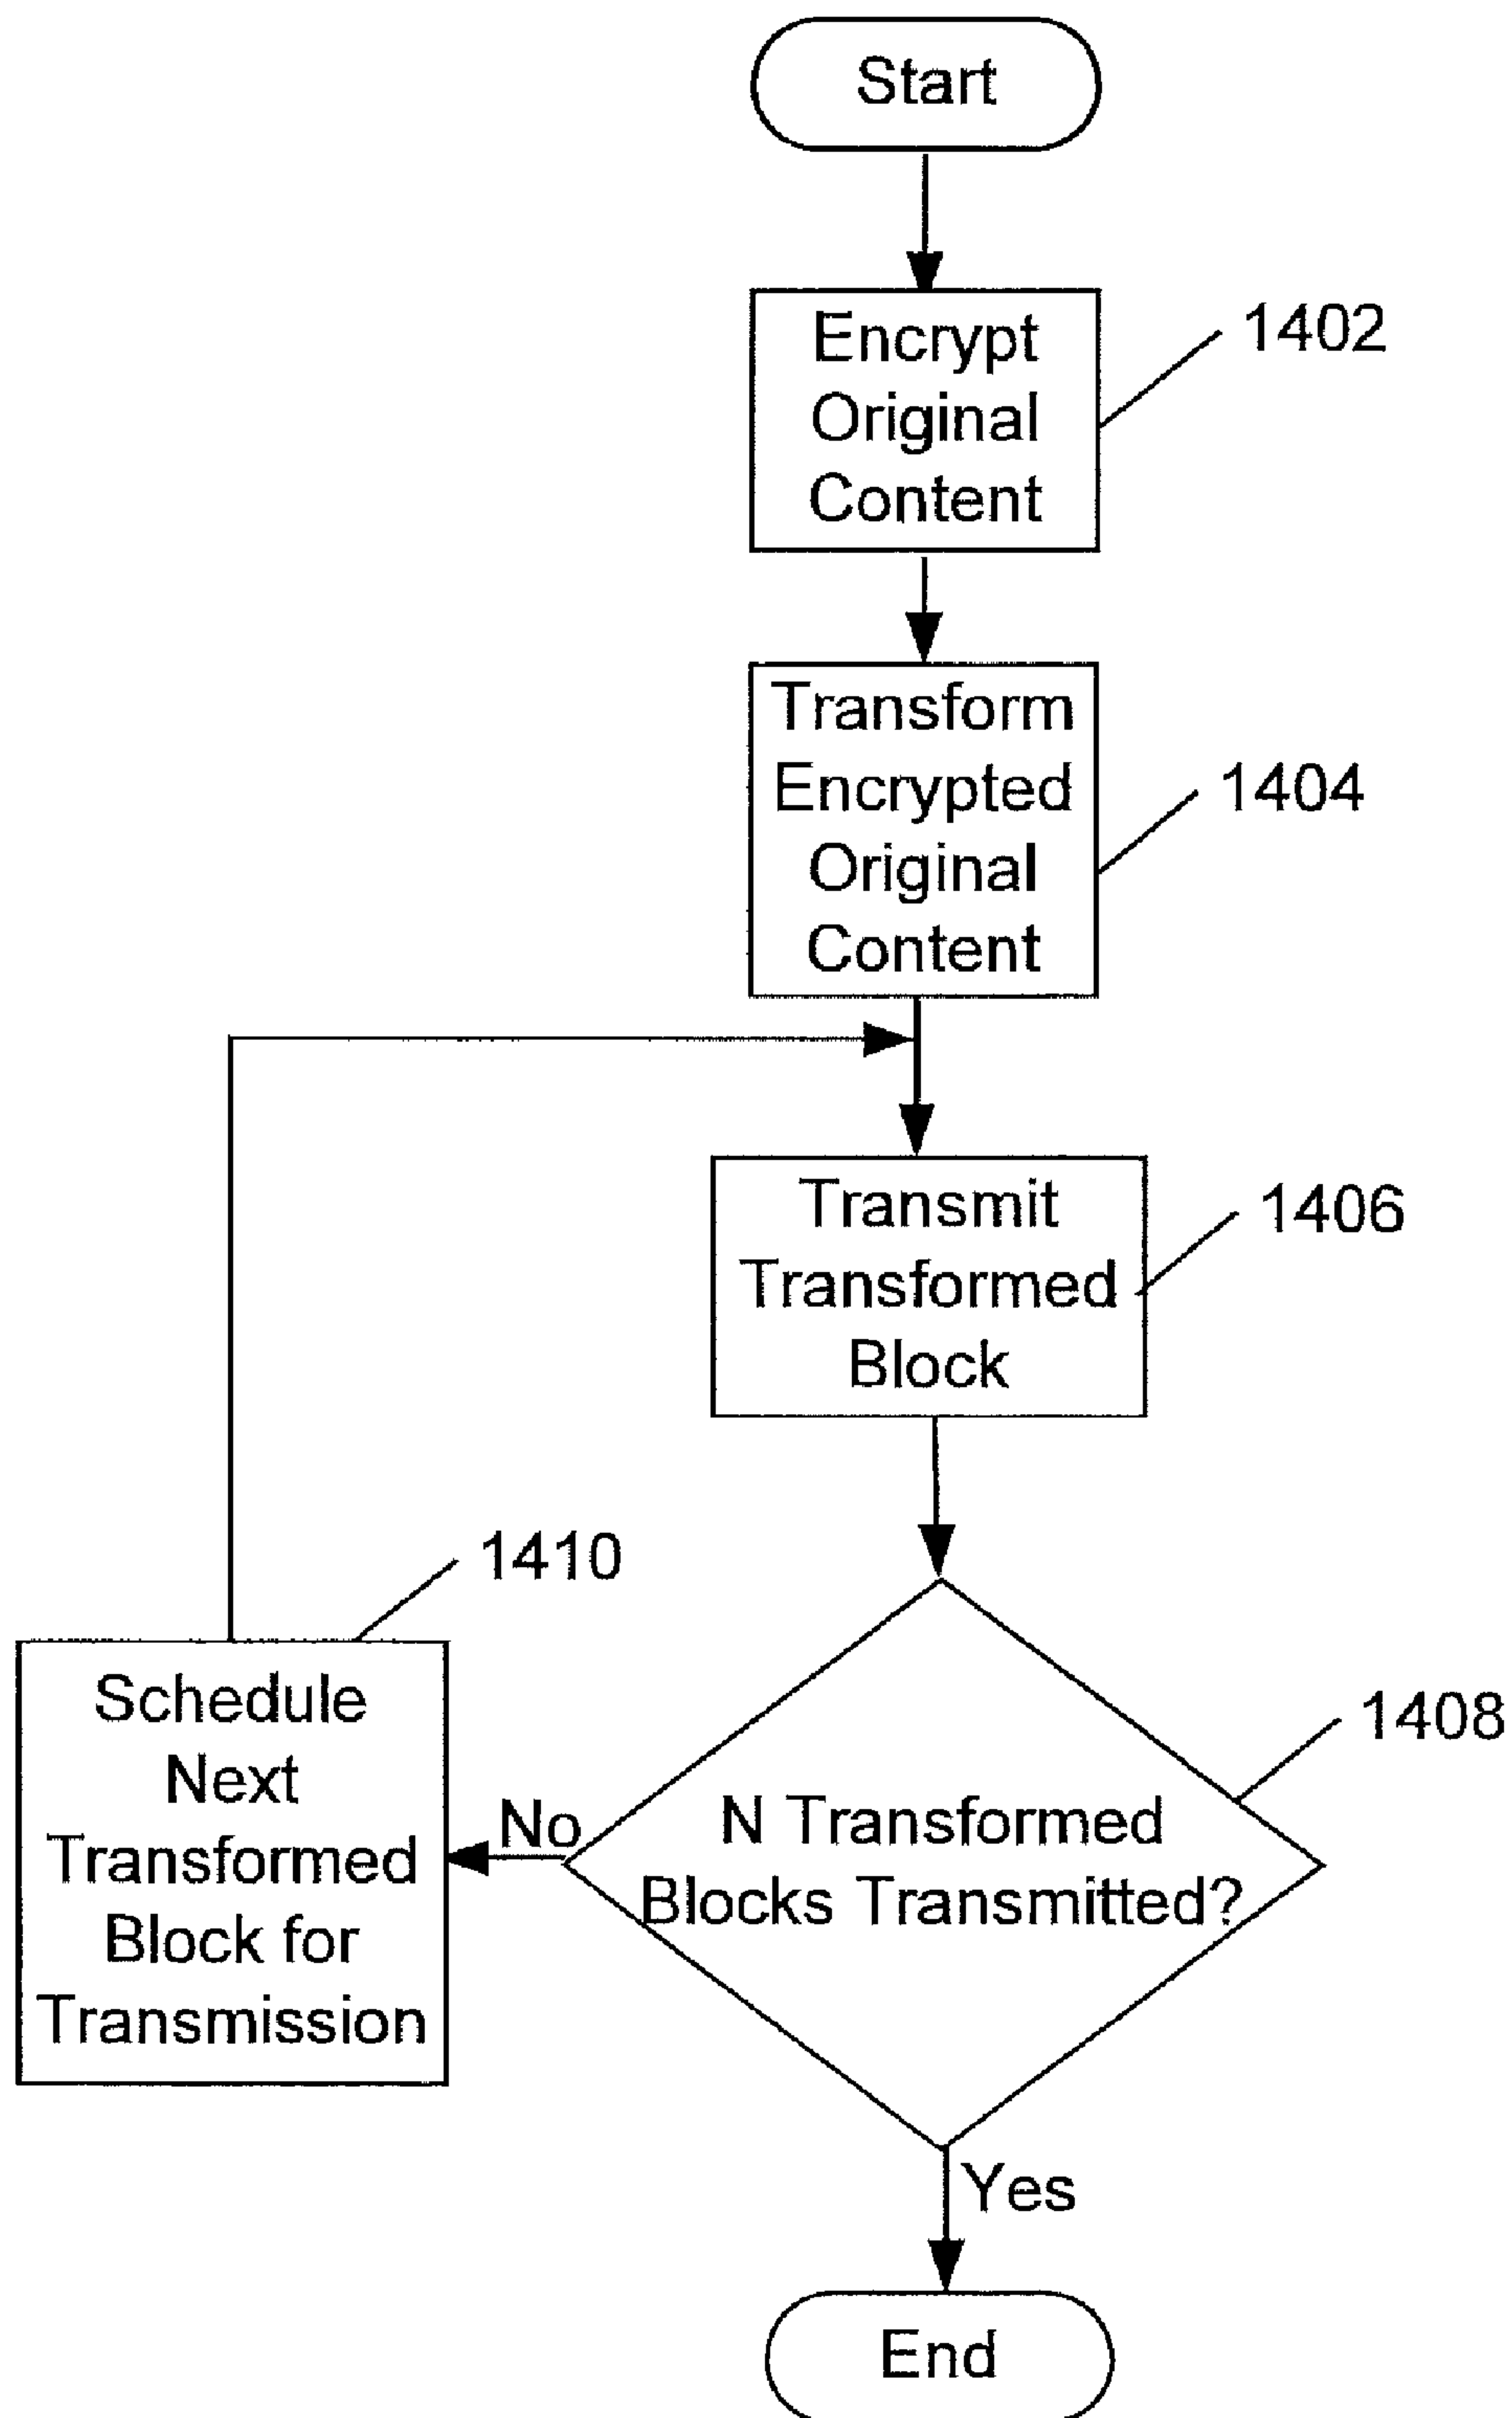 Start
Encrypt
Original
Content
1402
Transform
Encrypted
Original
Content
1404
Transmit
Transformed
Block
1406
N Transformed
Blocks Transmitted?
1408
No
Schedule
Next
Transformed
Block for
Transmission
1410
Yes
End